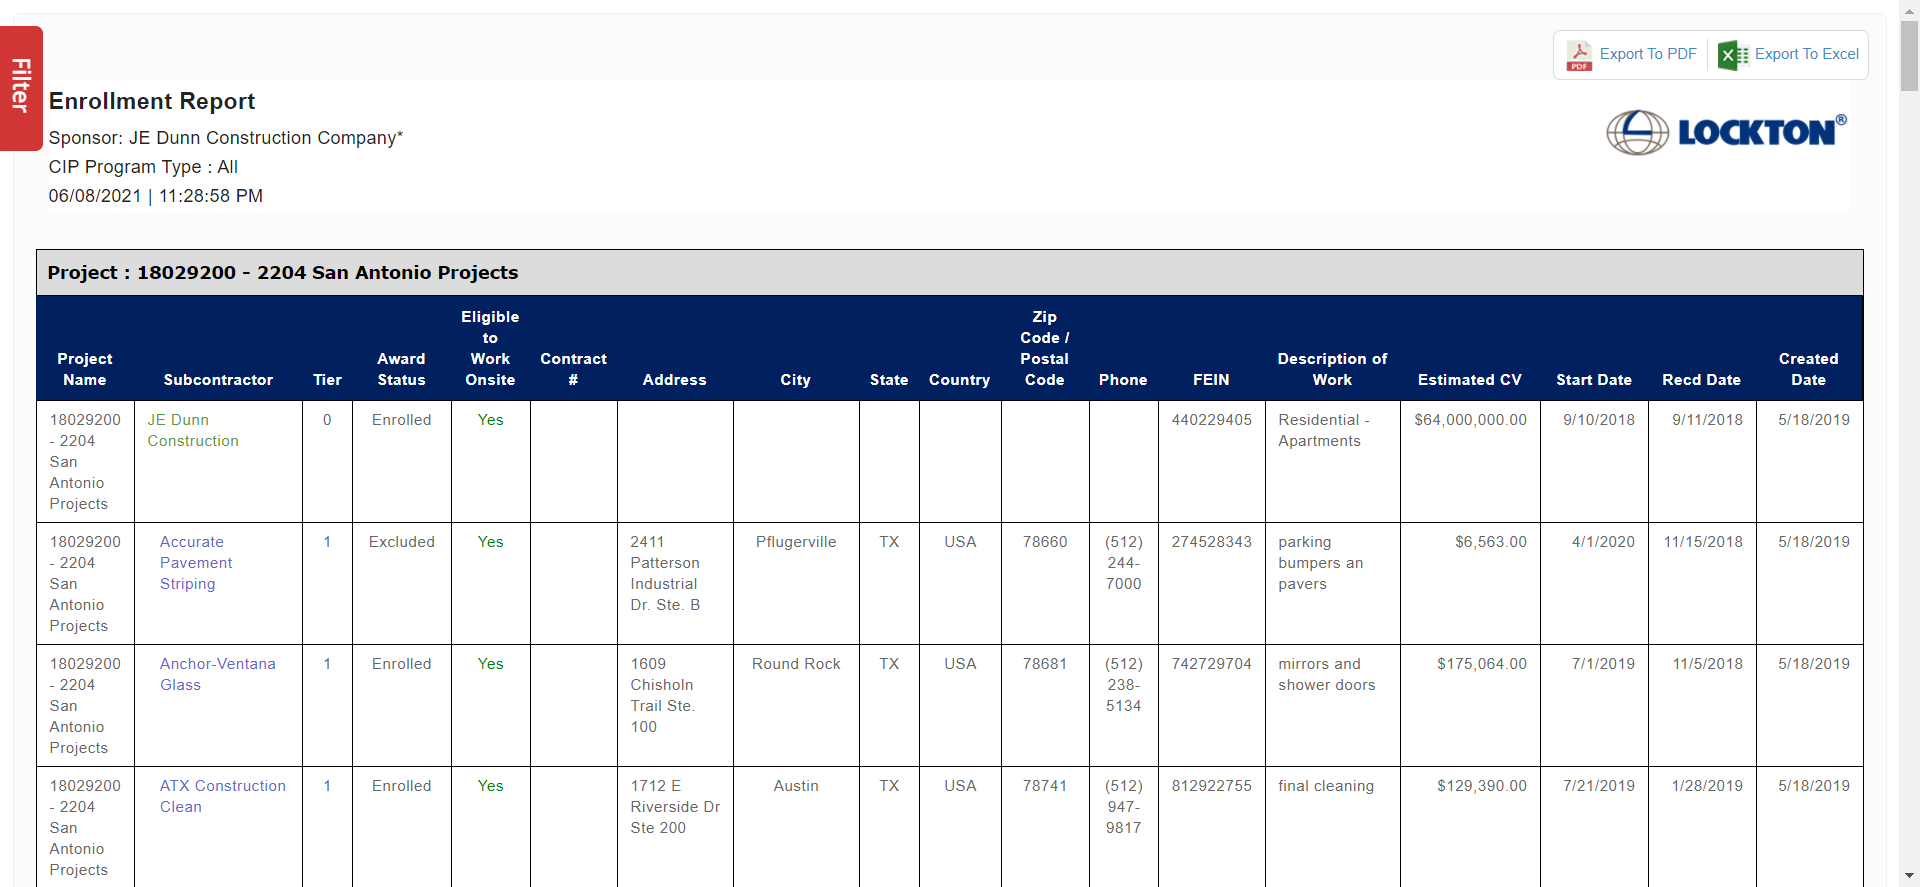 Filter
PDF
Export To PDF
Export To Excel
Enrollment Report
Sponsor: JE Dunn Construction Company*
CIP Program Type : All
06/08/2021 | 11:28:58 PM
LOCKTON®
Project : 18029200 - 2204 San Antonio Projects
Project
Name
Subcontractor
Tier
Award
Status
Eligible
to
Work
Onsite
Contract
#
Address
City
State
Country
Zip
Code /
Postal
Code
Phone
FEIN
Description of
Work
Estimated CV
Start Date
Recd Date
Created
Date
18029200
- 2204
San
Antonio
Projects
JE Dunn
Construction
0
Enrolled
Yes
440229405
Residential -
Apartments
$64,000,000.00
9/10/2018
9/11/2018
5/18/2019
18029200
- 2204
San
Antonio
Projects
Accurate
Pavement
Striping
1
Excluded
Yes
2411
Patterson
Industrial
Dr. Ste. B
Pflugerville
TX
USA
78660
(512)
244-
7000
274528343
parking
bumpers an
pavers
$6,563.00
4/1/2020
11/15/2018
5/18/2019
18029200
- 2204
San
Antonio
Projects
Anchor-Ventana
Glass
1
Enrolled
Yes
1609
Chisholn
Trail Ste.
100
Round Rock
TX
USA
78681
(512)
238-
5134
742729704
mirrors and
shower doors
$175,064.00
7/1/2019
11/5/2018
5/18/2019
18029200
- 2204
San
Antonio
Projects
ATX Construction
Clean
1
Enrolled
Yes
1712 E
Riverside Dr
Ste 200
Austin
TX
USA
78741
(512)
947-
9817
812922755
final cleaning
$129,390.00
7/21/2019
1/28/2019
5/18/2019